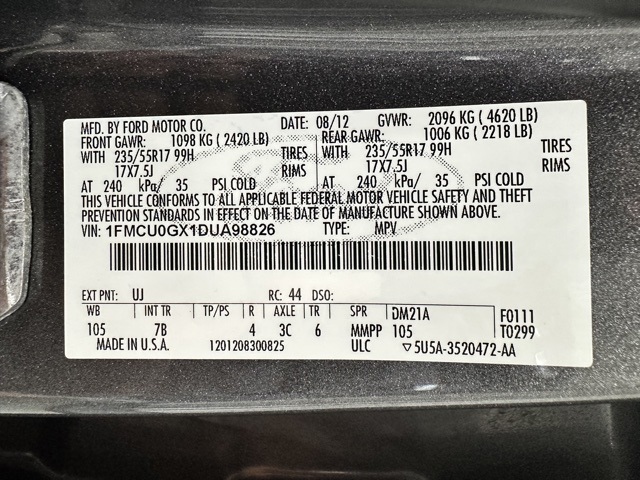 MFD. BY FORD MOTOR CO. DATE: 08/12 GVWR: 2096 KG ( 4620 LB)
FRONT GAWR: 1098 KG ( 2420 LB) REAR GAWR: 1006 KG ( 2218 LB)
WITH 235/55R17 99H TIRES WITH 235/55R17 99H TIRES
17X7.5J RIMS 17X7.5J RIMS
AT 240 kPa/ 35 PSI COLD AT 240 kPa/ 35 PSI COLD
THIS VEHICLE CONFORMS TO ALL APPLICABLE FEDERAL MOTOR VEHICLE SAFETY AND THEFT
PREVENTION STANDARDS IN EFFECT ON THE DATE OF MANUFACTURE SHOWN ABOVE.
VIN: 1FMCU0GX1DUA98826 TYPE: MPV
EXT PNT: UJ RC: 44 DSO:
WB INT TR TP/PS R AXLE TR SPR DM21A F0111
105 7B 4 3C 6 MMPP 105 T0299
MADE IN U.S.A. 1201208300825 ULC ▽5U5A-3520472-AA